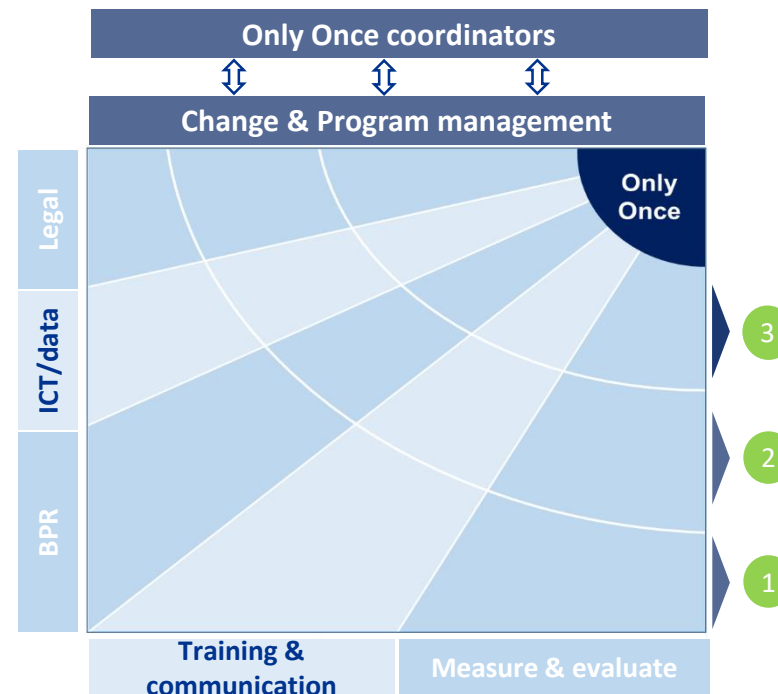 Only Once coordinators
Change & Program management
Only
Once
Legal
ICT/data
BPR
3
2
1
Training &
communication
Measure & evaluate